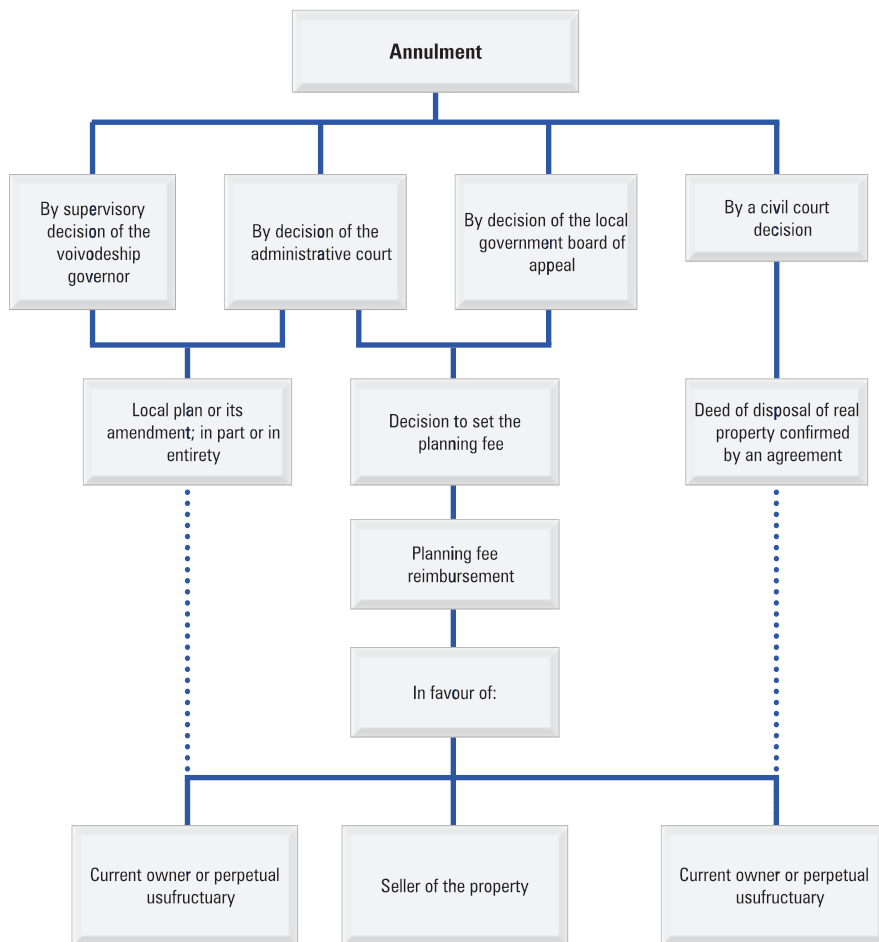 Annulment
By supervisory
decision of the
voivodeship
governor
By decision of the
administrative court
By decision of the local
government board of
appeal
By a civil court
decision
Local plan or its
amendment; in part or in
entirety
Decision to set the
planning fee
Deed of disposal of real
property confirmed
by an agreement
Planning fee
reimbursement
In favour of:
Current owner or perpetual
usufructuary
Seller of the property
Current owner or perpetual
usufructuary